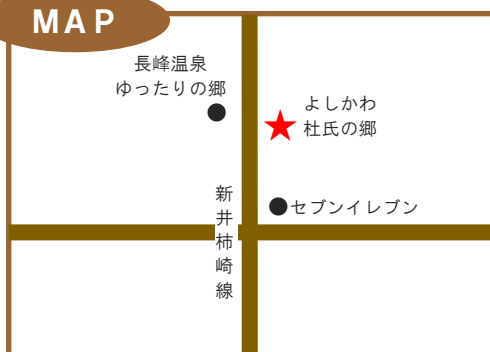 MAP
長峰温泉
ゆったりの郷
よしかわ
杜氏の郷
セブンイレブン
新井柿崎線